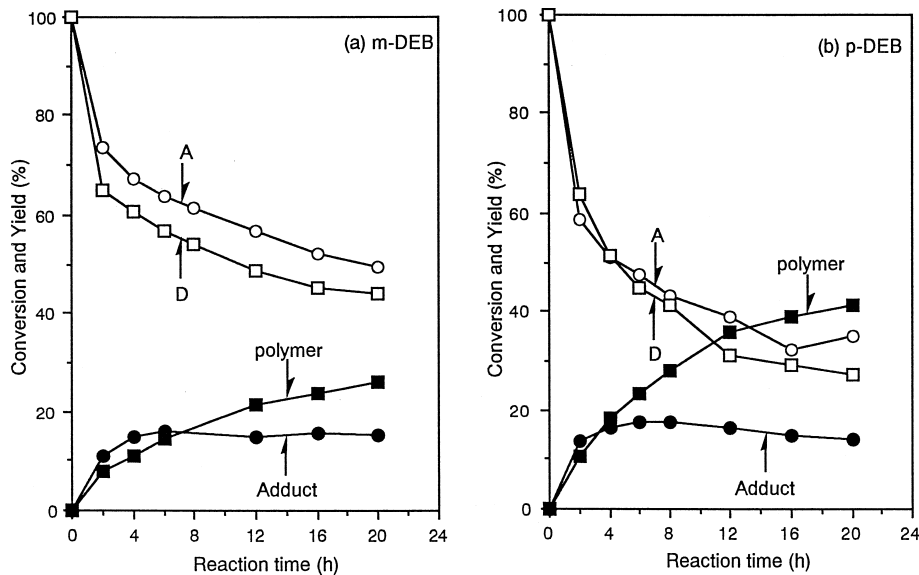 (a) m-DEB
Conversion and Yield (%)
100
80
60
40
20
0
A
D
polymer
Adduct
0 4 8 12 16 20 24
Reaction time (h)
(b) p-DEB
Conversion and Yield (%)
100
80
60
40
20
0
A
D
polymer
Adduct
0 4 8 12 16 20 24
Reaction time (h)